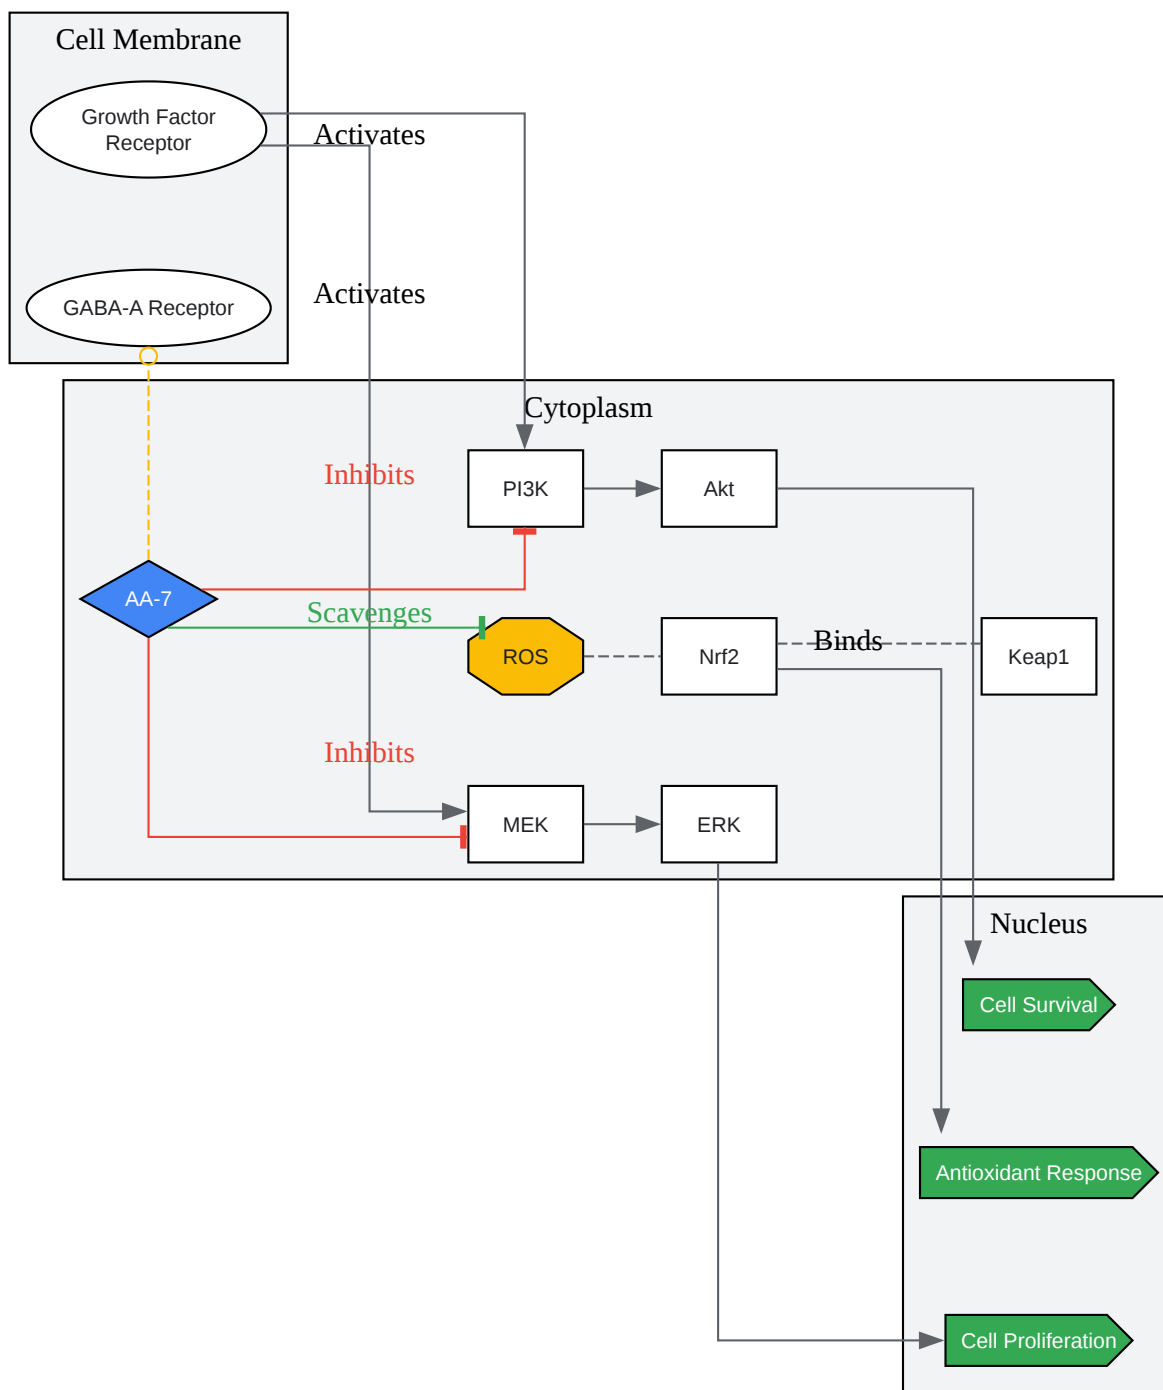 Cell Membrane
Growth Factor
Receptor
Activates
GABA-A Receptor
Activates
Cytoplasm
Inhibits
PI3K
Akt
AA-7
Scavenges
ROS
Nrf2
Binds
Keap1
Inhibits
MEK
ERK
Nucleus
Cell Survival
Antioxidant Response
Cell Proliferation